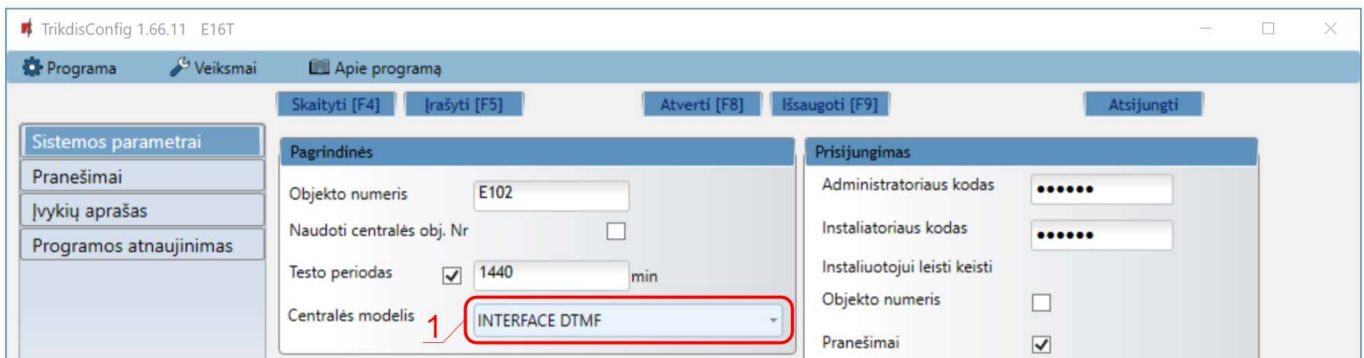 TrikdisConfig 1.66.11 E16T
Programa Veiksmai Apie programą
Skaityti [F4] Įrašyti [F5] Atverti [F8] Išsaugoti [F9] Atsijungti
Sistemos parametrai
Pranešimai
Įvykių aprašas
Programos atnaujinimas
Pagrindinės
Objekto numeris E102
Naudoti centralės obj. Nr
Testo periodas 1440 min
Centralės modelis 1 INTERFACE DTMF
Prisijungimas
Administratoriaus kodas ●●●●●●
Instaliatoriaus kodas ●●●●●●
Instaliuotojui leisti keisti
Objekto numeris
Pranešimai